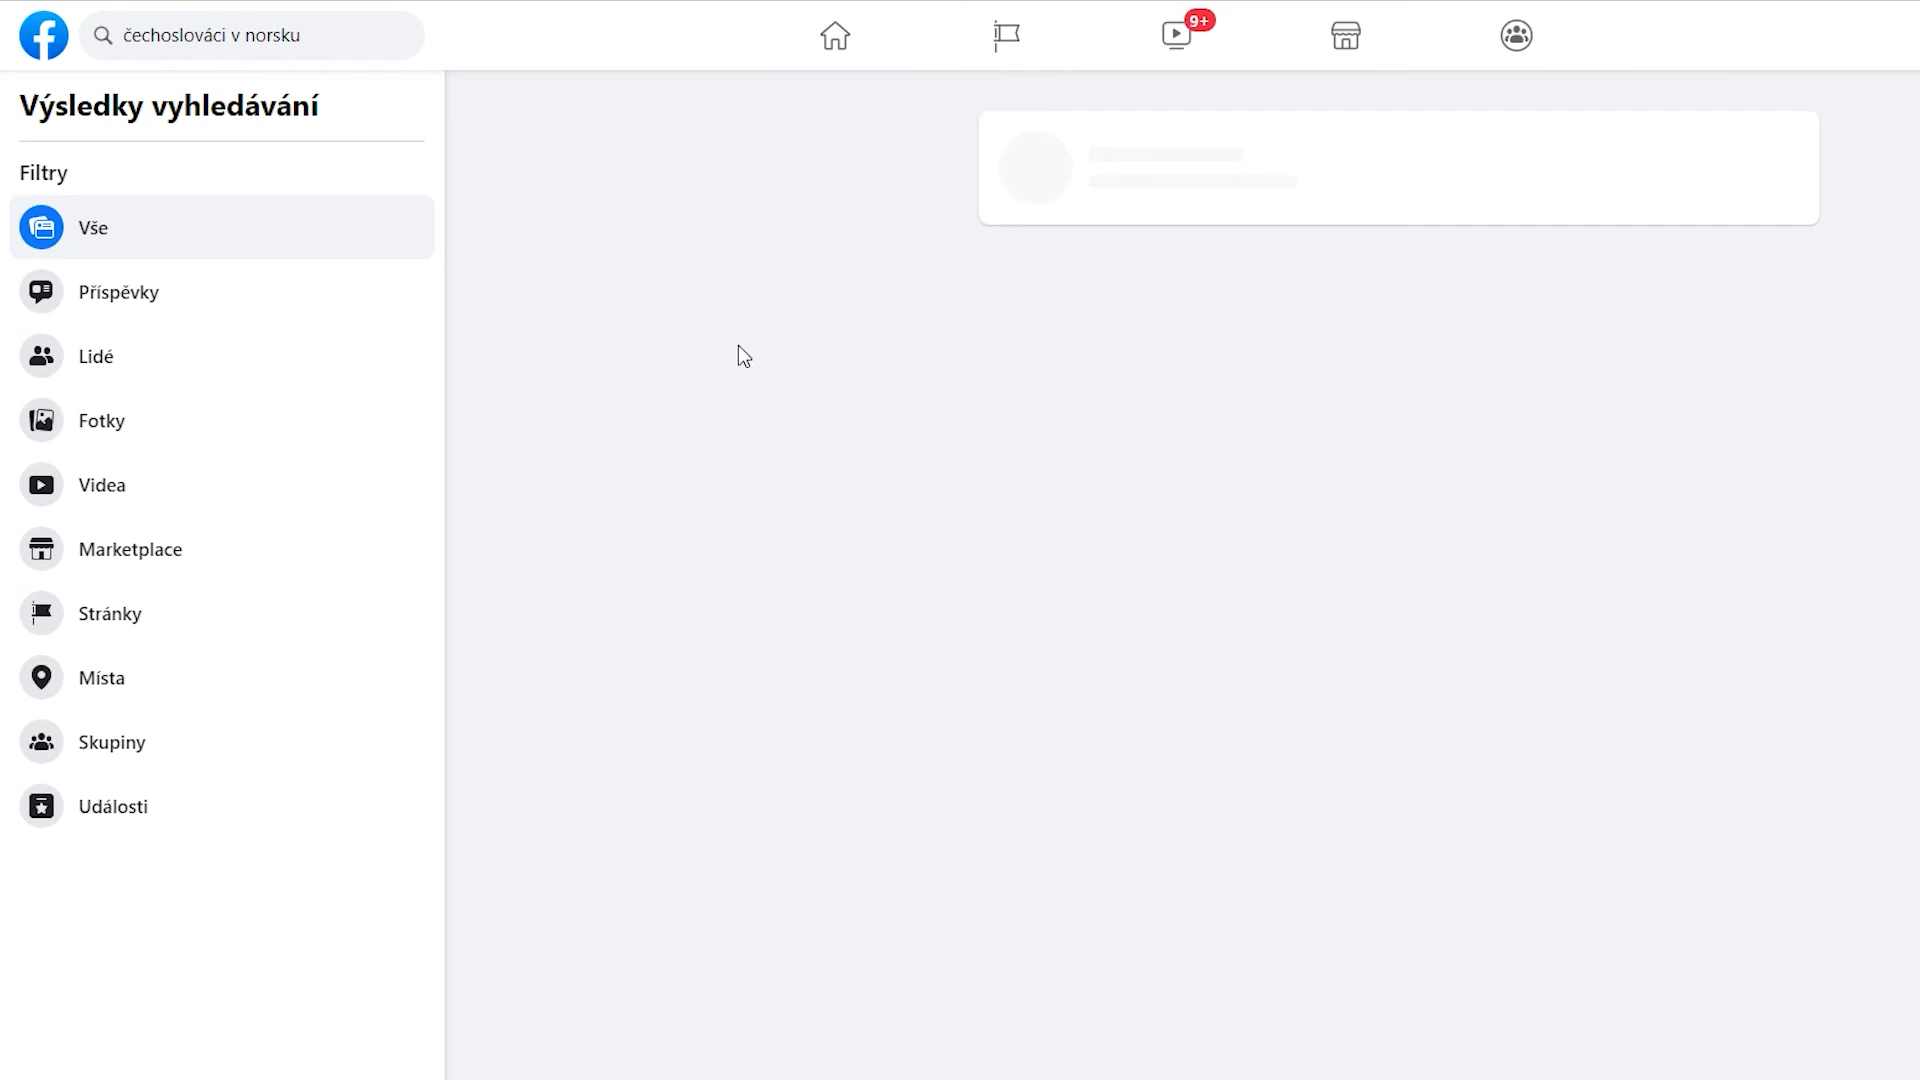 čechoslováci v norsku
9+
Výsledky vyhledávání
Filtry
Vše
Příspěvky
Lidé
Fotky
Videa
Marketplace
Stránky
Místa
Skupiny
Události